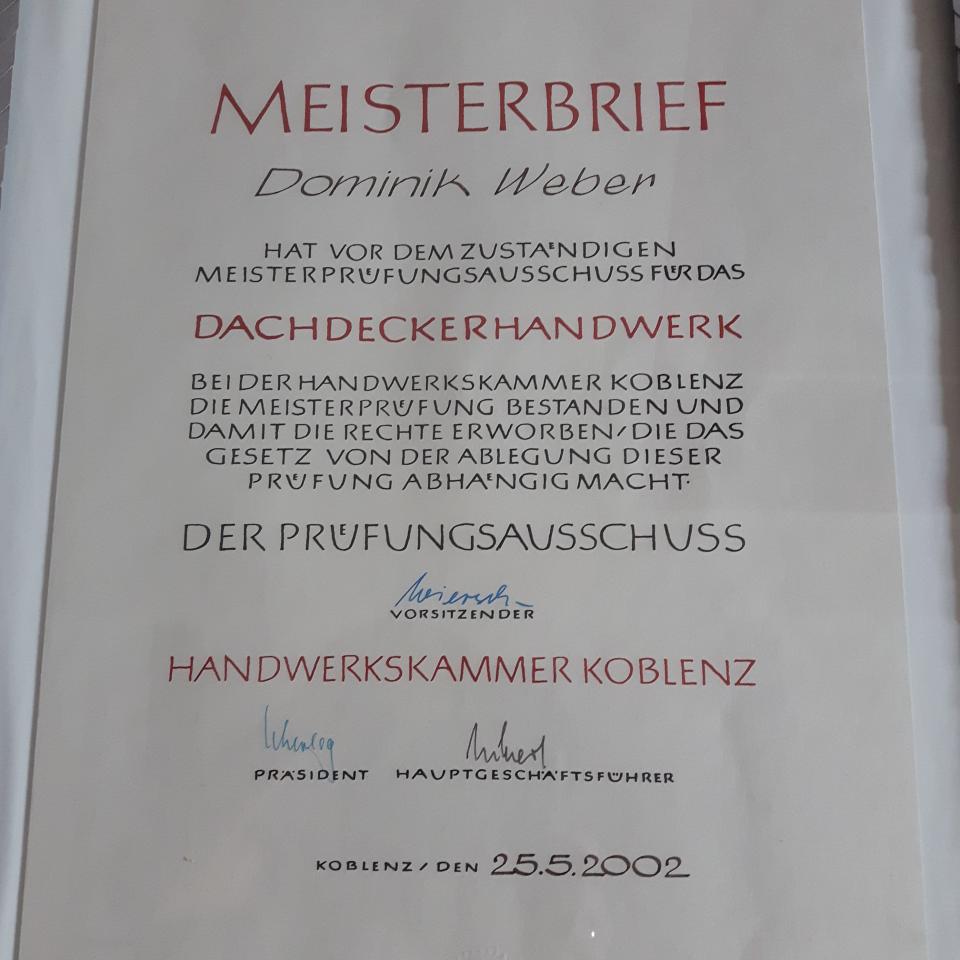 MEISTERBRIEF
Dominik Weber
HAT VOR DEM ZUSTÄNDIGEN
MEISTERPRÜFUNGSAUSSCHUSS FÜR DAS
DACHDECKERHANDWERK
BEI DER HANDWERKSKAMMER KOBLENZ
DIE MEISTERPRÜFUNG BESTANDEN UND
DAMIT DIE RECHTE ERWORBEN/DIE DAS
GESETZ VON DER ABLEGUNG DIESER
PRÜFUNG ABHÄNGIG MACHT.
DER PRÜFUNGSAUSSCHUSS
VORSITZENDER
HANDWERKSKAMMER KOBLENZ
PRÄSIDENT HAUPTGESCHÄFTSFÜHRER
KOBLENZ/DEN 25.5.2002